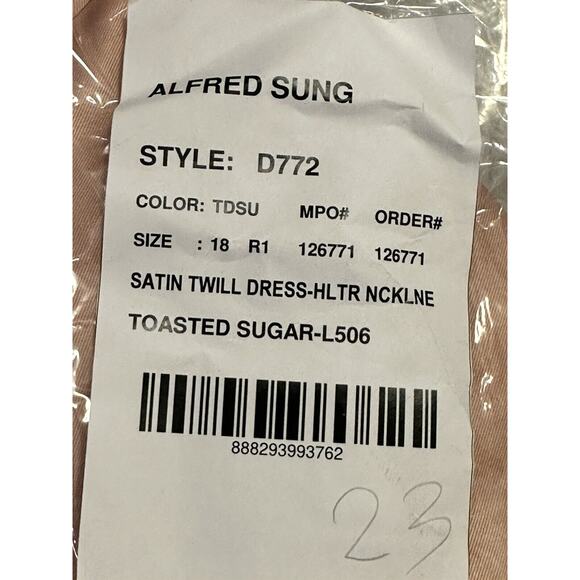 ALFRED SUNG
STYLE: D772
COLOR: TDSU MPO# ORDER#
SIZE : 18 R1 126771 126771
SATIN TWILL DRESS-HLTR NCKLNE
TOASTED SUGAR-L506
888293993762
23